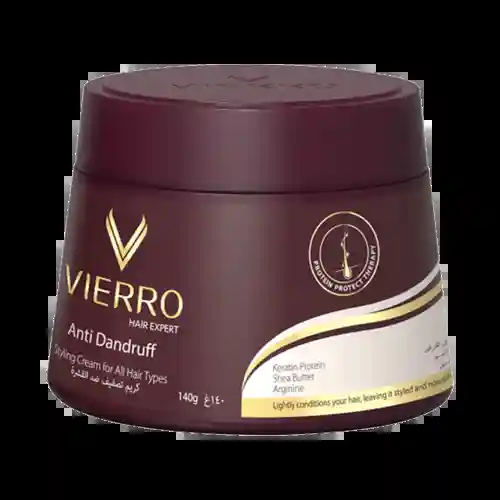 VIERRO
VIERRO
HAIR EXPERT
Anti Dandruff
Styling Cream for All Hair Types
كريم تصفيف ضد القشرة
140g ١٤٠غ
PROTEIN PROTECT THERAPY
Keratin Protein
Shea Butter
Arginine
Lightly conditions your hair, leaving it styled and